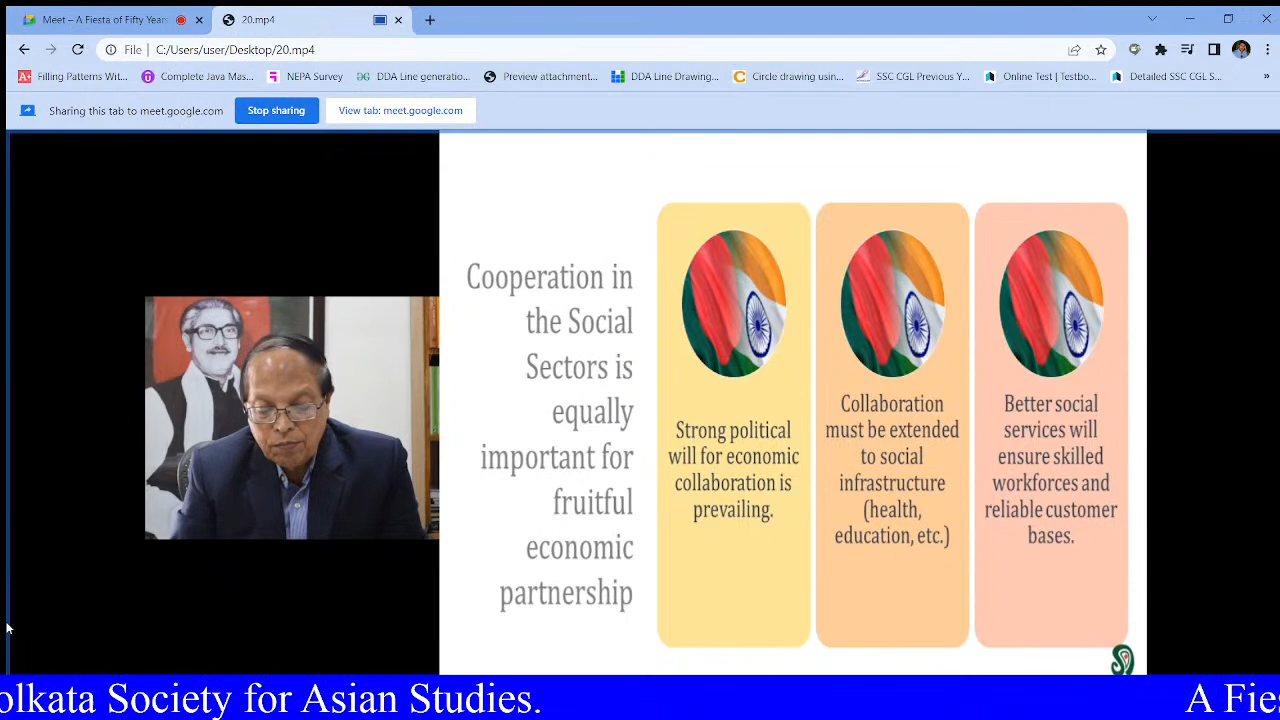 Meet – A Fiesta of Fifty Years
20.mp4
File
C:/Users/user/Desktop/20.mp4
Filling Patterns Wit...
Complete Java Mas...
NEPA Survey
DDA Line generatio...
Preview attachment...
DDA Line Drawing...
Circle drawing usin...
SSC CGL Previous Y...
Online Test | Testbo...
Detailed SSC CGL S...
»
Sharing this tab to meet.google.com
Stop sharing
View tab: meet.google.com
Cooperation in
the Social
Sectors is
equally
important for
fruitful
economic
partnership
Strong political
will for economic
collaboration is
prevailing.
Collaboration
must be extended
to social
infrastructure
(health,
education, etc.)
Better social
services will
ensure skilled
workforces and
reliable customer
bases.
olkata Society for Asian Studies.
A Fies